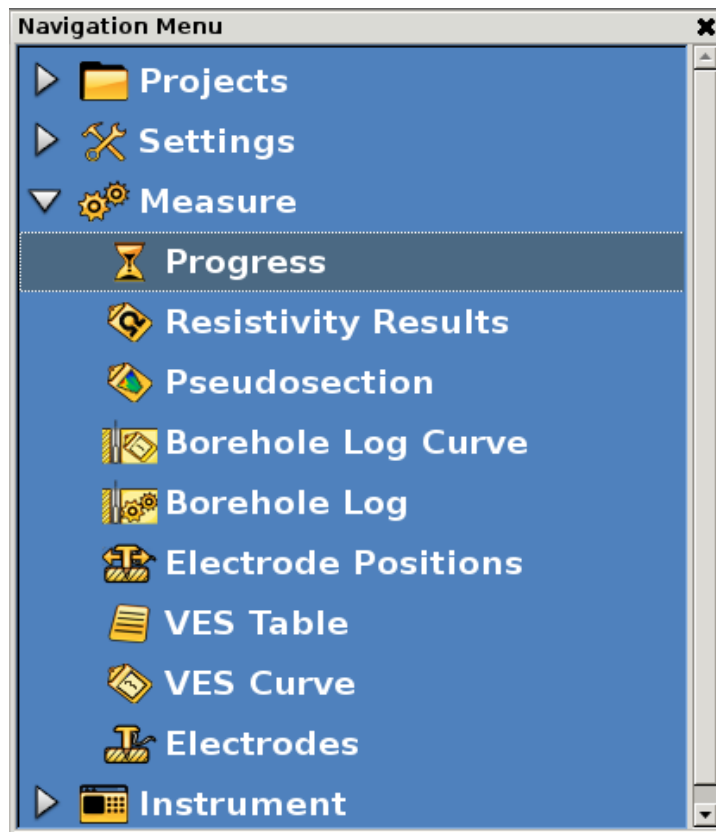 Navigation Menu
Projects
Settings
Measure
Progress
Resistivity Results
Pseudosection
Borehole Log Curve
Borehole Log
Electrode Positions
VES Table
VES Curve
Electrodes
Instrument